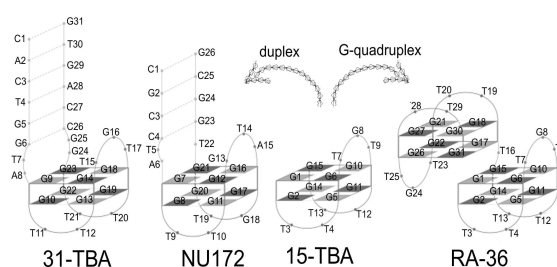 duplex
G-quadruplex
G31
C1
T30
A2
G29
C3
A28
T4
C27
G5
C26
G6
G25
G24
T7
A8
G16
T17
T15
G23
G18
G9
G14
G22
G19
G10
G13
T21
T20
T11
T12
31-TBA
G26
C1
C25
G2
G24
C3
G23
C4
T22
T5
A6
T14
A15
G13
G21
G16
G7
G12
G20
G17
G8
G11
T19
G18
T9
T10
NU172
G8
T9
T7
G15
G10
G1
G6
G14
G11
G2
G5
T13
T12
T3
T4
15-TBA
T20
T19
28
T29
G21
G18
G27
G30
G22
G26
G31
T23
T16
T25
G24
G8
T7
G15
G10
G1
G6
G14
G11
G2
G5
T13
T12
T3
T4
RA-36